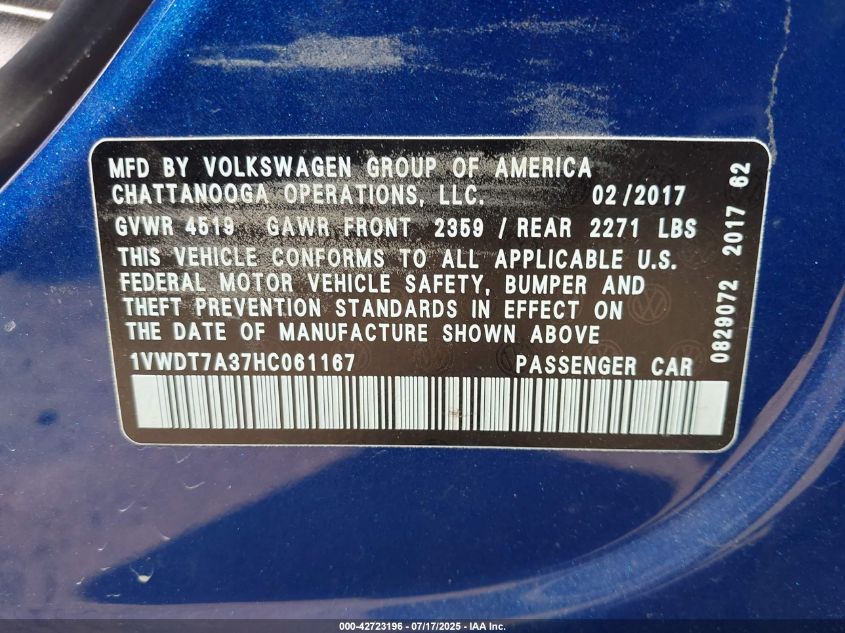 MFD BY VOLKSWAGEN GROUP OF AMERICA
CHATTANOOGA OPERATIONS, LLC. 02/2017
GVWR 4519 GAWR FRONT 2359 / REAR 2271 LBS
THIS VEHICLE CONFORMS TO ALL APPLICABLE U.S.
FEDERAL MOTOR VEHICLE SAFETY, BUMPER AND
THEFT PREVENTION STANDARDS IN EFFECT ON
THE DATE OF MANUFACTURE SHOWN ABOVE
1VWDT7A37HC061167 PASSENGER CAR
0829072 2017 62
000-42723196 - 07/17/2025 - IAA Inc.